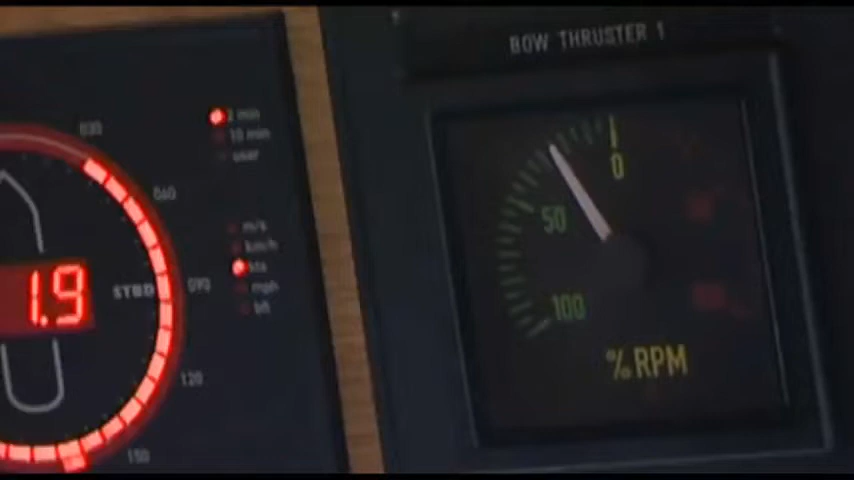 BOW THRUSTER 1
030
2 min
10 min
user
060
0
50
m/s
km/h
kts
mph
bft
1.9
STBD
090
100
120
% RPM
150